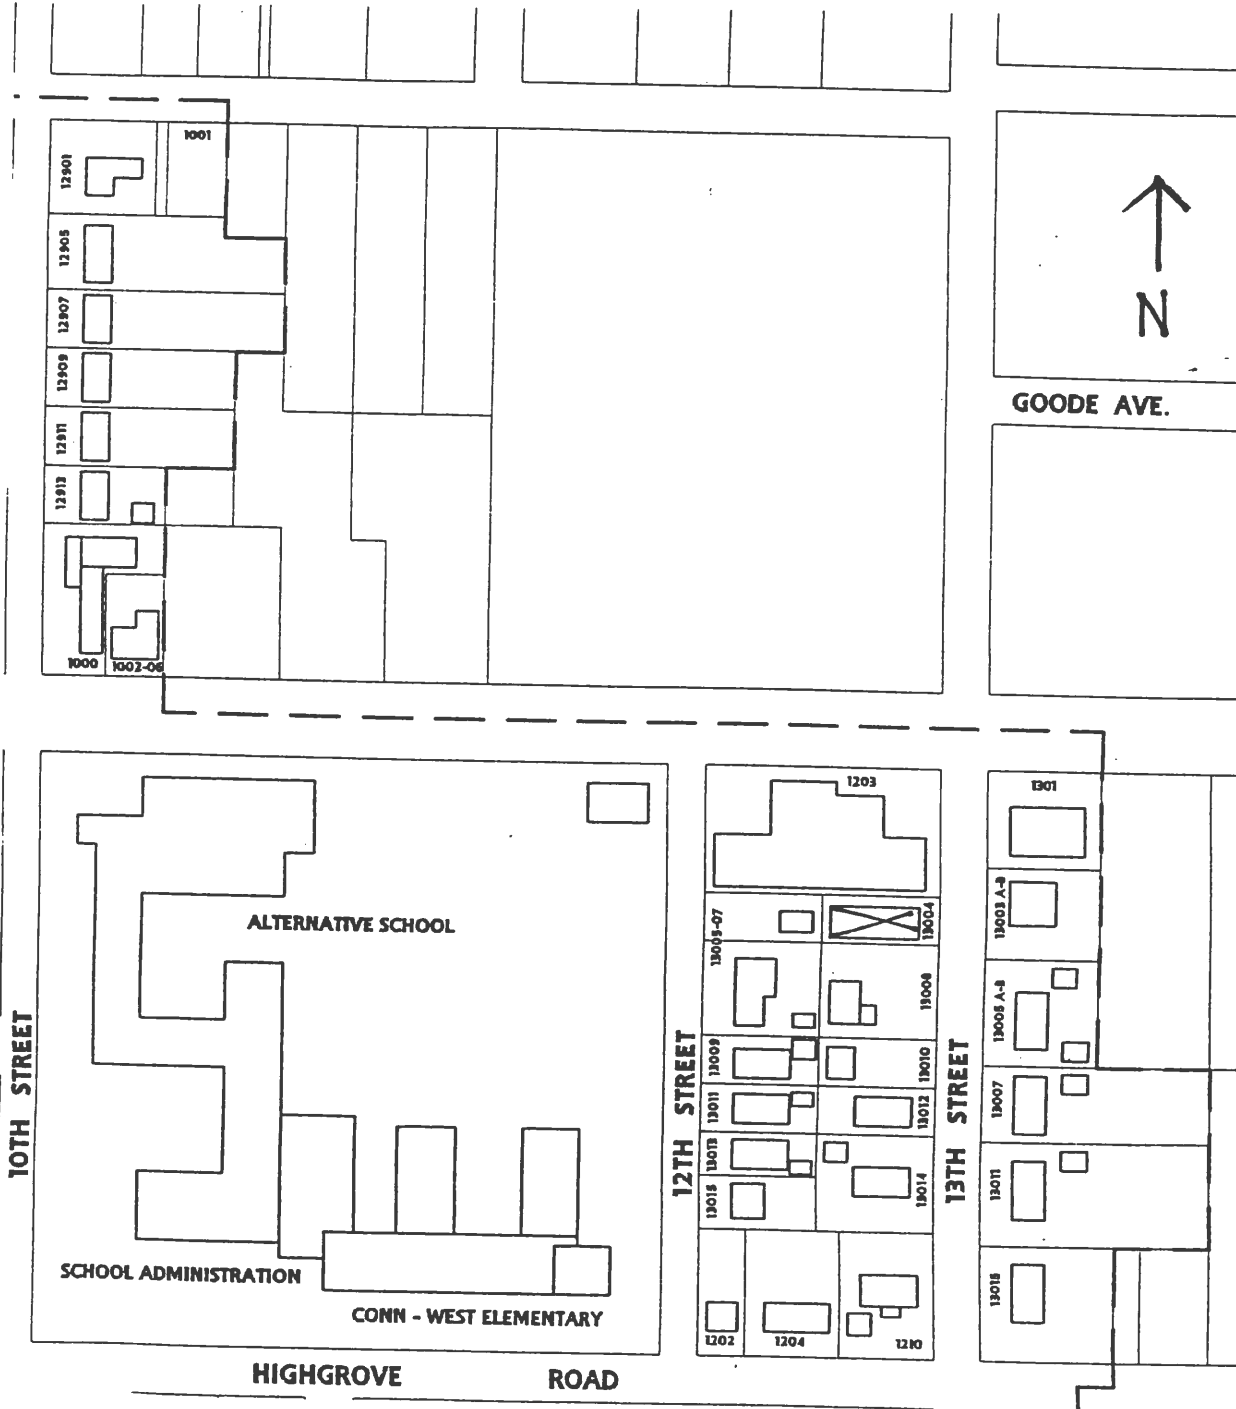 1001
12901
12905
12907
12909
12911
12913
N
GOODE AVE.
1000
1002-06
1203
1301
ALTERNATIVE SCHOOL
13005-07
13004
13003 A-B
13008
13005 A-B
10TH STREET
12TH STREET
13TH STREET
13009
13010
13007
13011
13012
13013
13014
13011
13015
13015
SCHOOL ADMINISTRATION
CONN - WEST ELEMENTARY
1202
1204
1210
HIGHGROVE ROAD